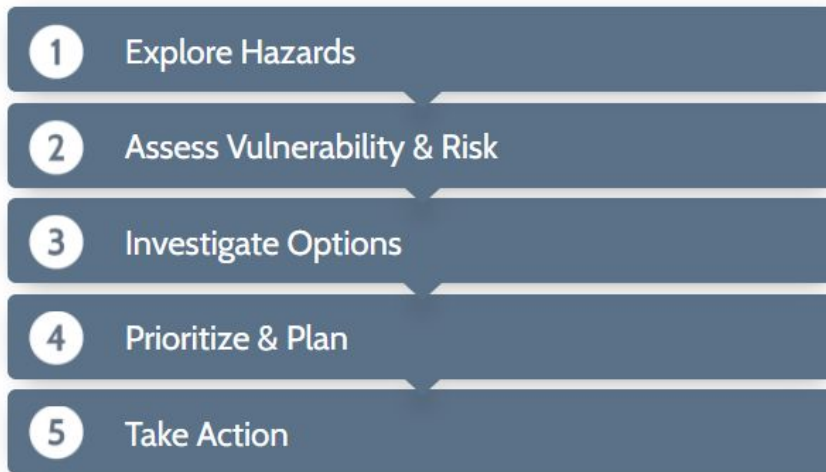 1 Explore Hazards
2 Assess Vulnerability & Risk
3 Investigate Options
4 Prioritize & Plan
5 Take Action